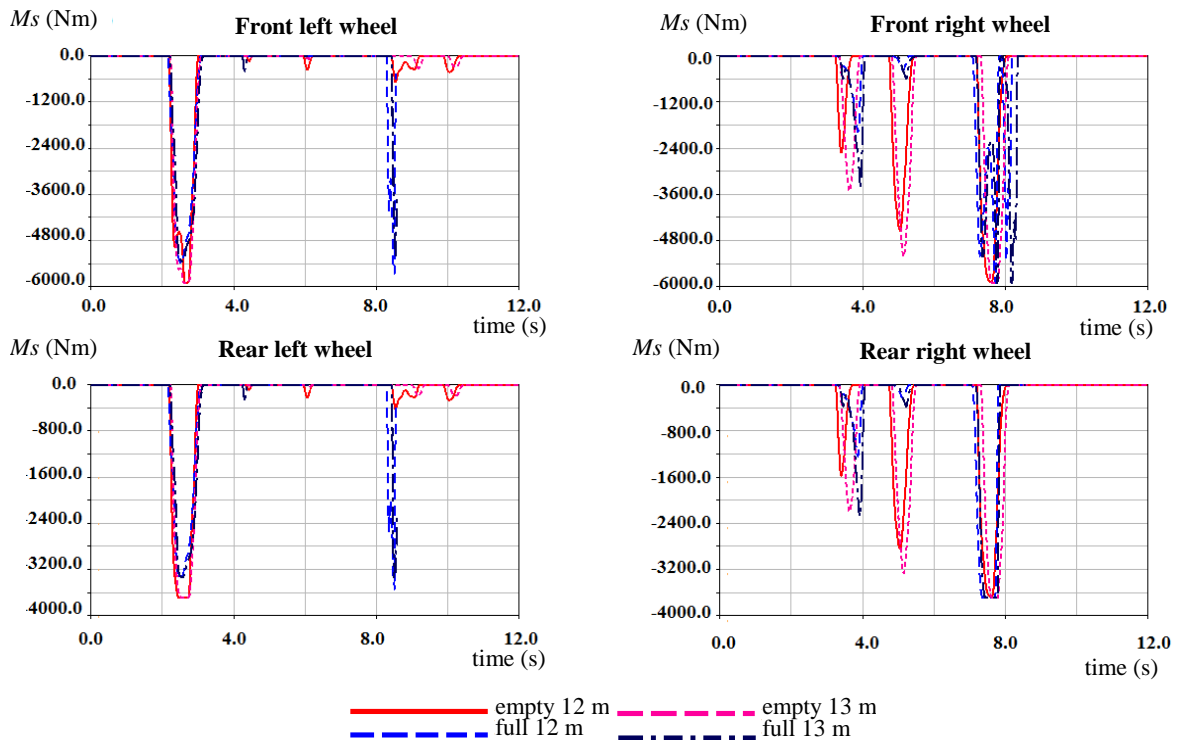 Ms (Nm)
Front left wheel
0.0
-1200.0
-2400.0
-3600.0
-4800.0
-6000.0
0.0 4.0 8.0 12.0
time (s)
Ms (Nm)
Front right wheel
0.0
-1200.0
-2400.0
-3600.0
-4800.0
-6000.0
0.0 4.0 8.0 12.0
time (s)
Ms (Nm)
Rear left wheel
0.0
-800.0
-1600.0
-2400.0
-3200.0
-4000.0
0.0 4.0 8.0 12.0
time (s)
Ms (Nm)
Rear right wheel
0.0
-800.0
-1600.0
-2400.0
-3200.0
-4000.0
0.0 4.0 8.0 12.0
time (s)
empty 12 m
empty 13 m
full 12 m
full 13 m